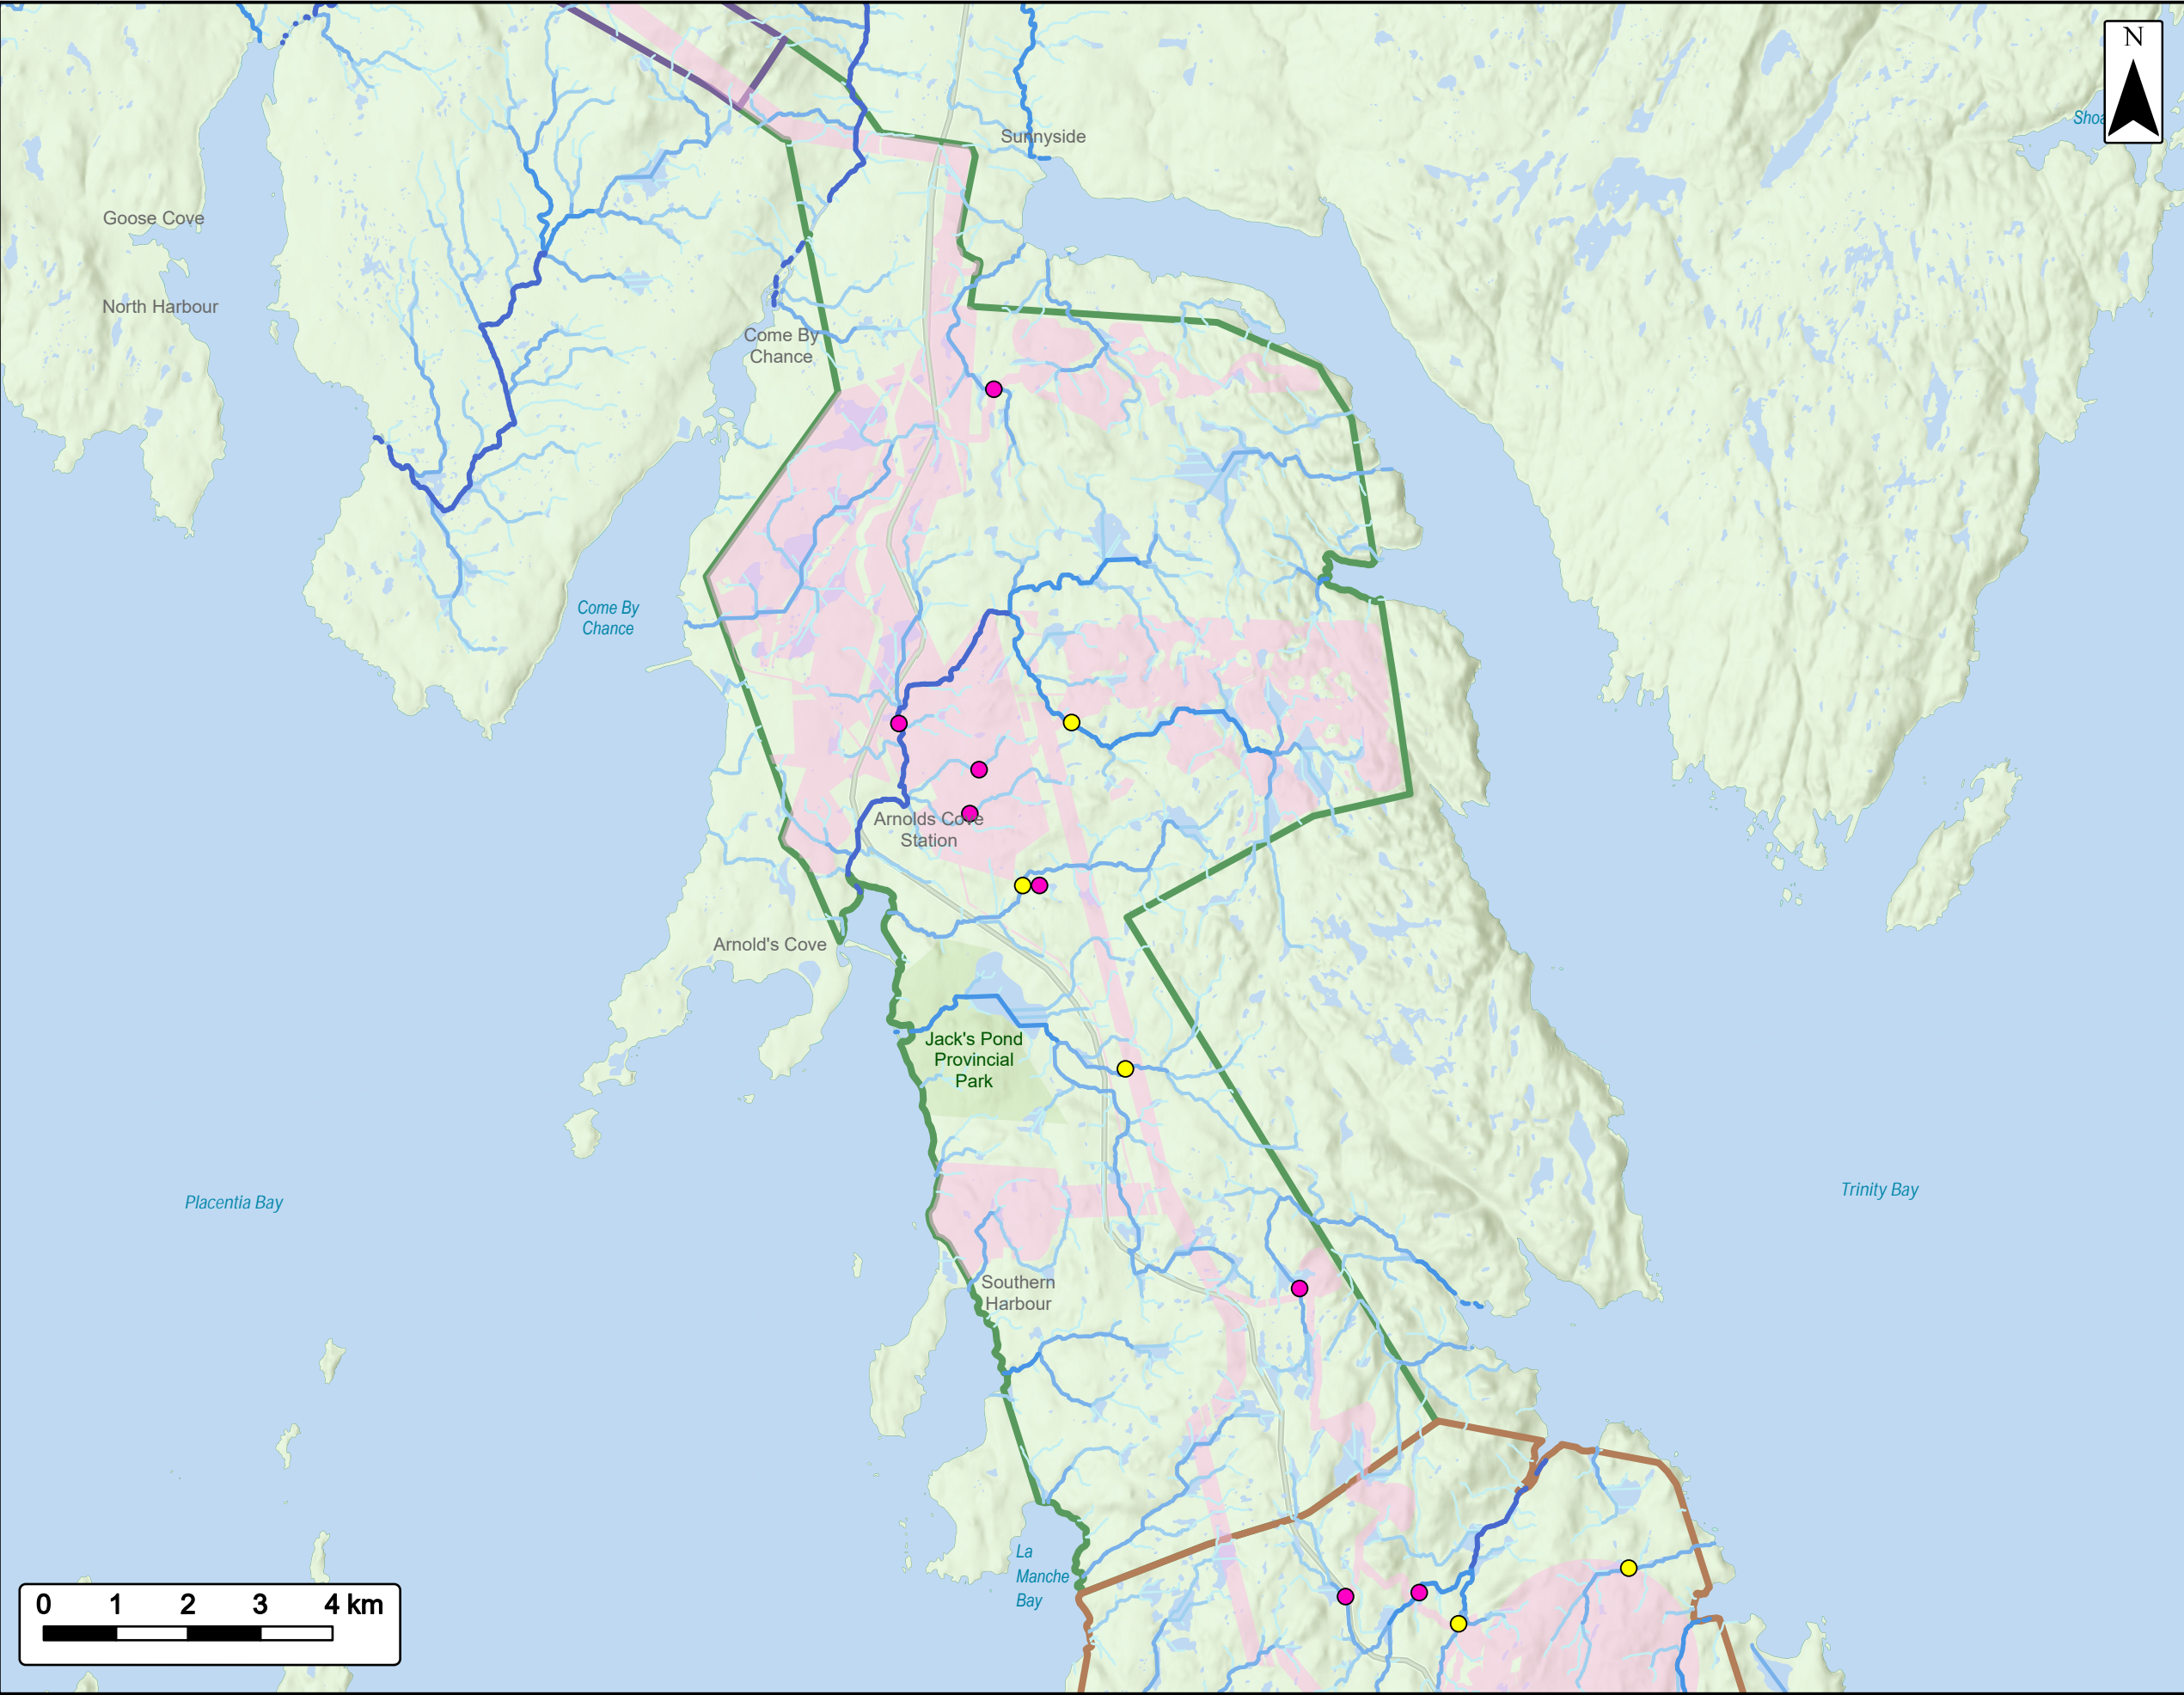 N
Shoa
Sunnyside
Goose Cove
North Harbour
Come By
Chance
Come By
Chance
Arnolds Cove
Station
Arnold's Cove
Jack's Pond
Provincial
Park
Placentia Bay
Trinity Bay
Southern
Harbour
La
Manche
Bay
0 1 2 3 4 km